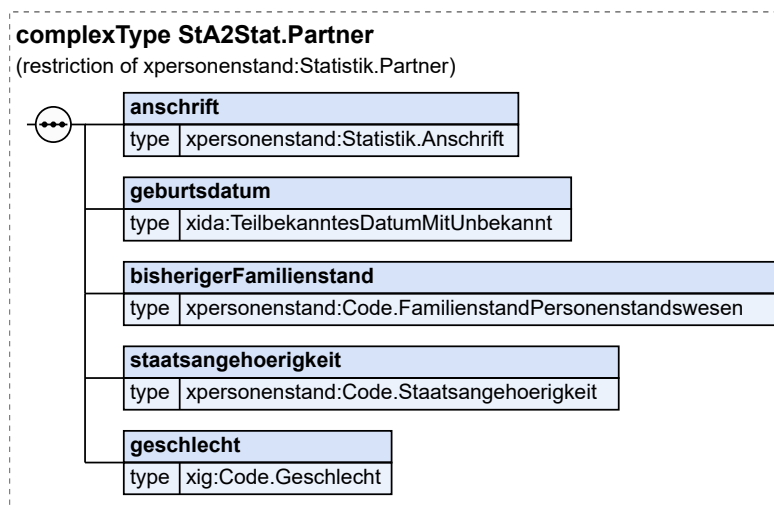 complexType StA2Stat.Partner
(restriction of xpersonenstand:Statistik.Partner)
anschrift
type xpersonenstand:Statistik.Anschrift
geburtsdatum
type xida:TeilbekanntesDatumMitUnbekannt
bisherigerFamilienstand
type xpersonenstand:Code.FamilienstandPersonenstandswesen
staatsangehoerigkeit
type xpersonenstand:Code.Staatsangehoerigkeit
geschlecht
type xig:Code.Geschlecht